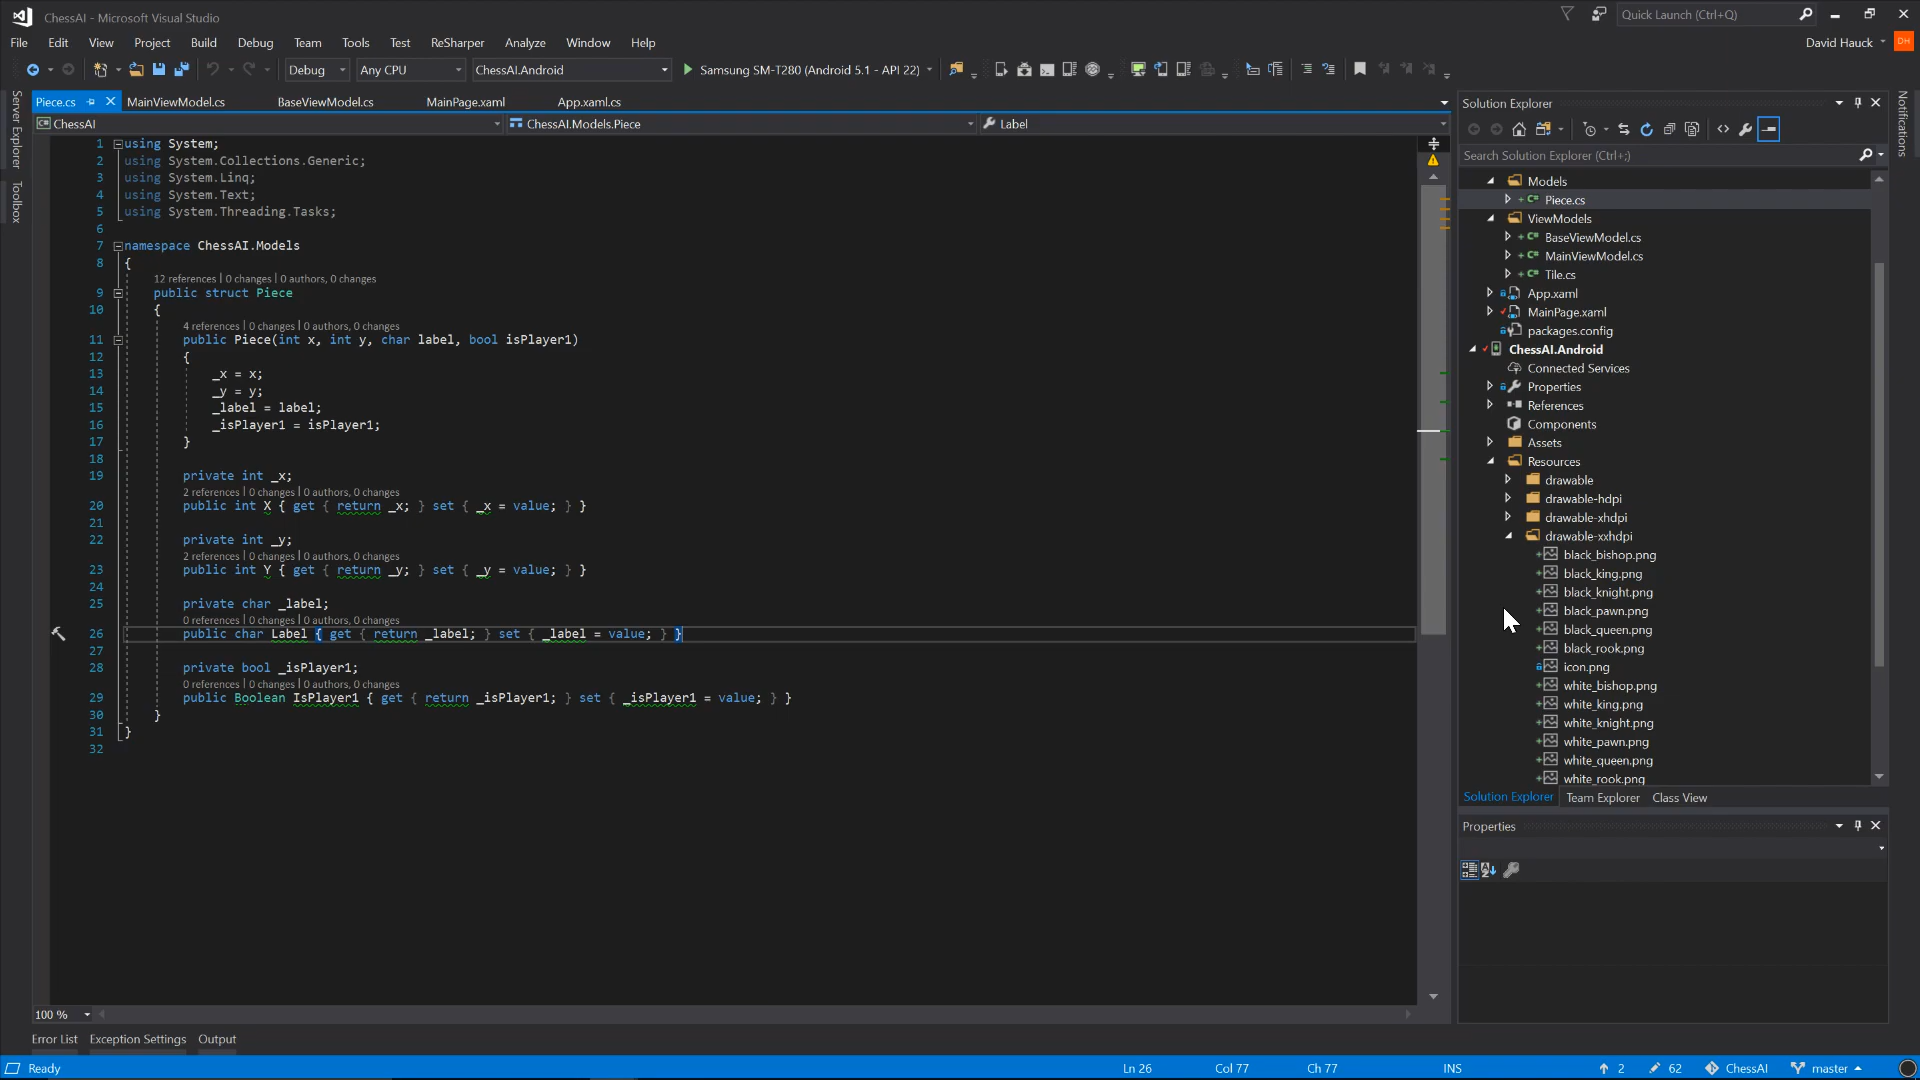 ChessAI - Microsoft Visual Studio
Quick Launch (Ctrl+Q)
File Edit View Project Build Debug Team Tools Test ReSharper Analyze Window Help
David Hauck DH
Debug Any CPU ChessAI.Android Samsung SM-T280 (Android 5.1 - API 22)
Server Explorer
Toolbox
Notifications
Piece.cs MainViewModel.cs BaseViewModel.cs MainPage.xaml App.xaml.cs
ChessAI ChessAI.Models.Piece Label
1 using System;
2 using System.Collections.Generic;
3 using System.Linq;
4 using System.Text;
5 using System.Threading.Tasks;
6
7 namespace ChessAI.Models
8 {
12 references | 0 changes | 0 authors, 0 changes
9 public struct Piece
10 {
4 references | 0 changes | 0 authors, 0 changes
11 public Piece(int x, int y, char label, bool isPlayer1)
12 {
13 _x = x;
14 _y = y;
15 _label = label;
16 _isPlayer1 = isPlayer1;
17 }
18
19 private int _x;
2 references | 0 changes | 0 authors, 0 changes
20 public int X { get { return _x; } set { _x = value; } }
21
22 private int _y;
2 references | 0 changes | 0 authors, 0 changes
23 public int Y { get { return _y; } set { _y = value; } }
24
25 private char _label;
0 references | 0 changes | 0 authors, 0 changes
26 public char Label { get { return _label; } set { _label = value; } }
27
28 private bool _isPlayer1;
0 references | 0 changes | 0 authors, 0 changes
29 public Boolean IsPlayer1 { get { return _isPlayer1; } set { _isPlayer1 = value; } }
30 }
31 }
32
100 %
Solution Explorer
Search Solution Explorer (Ctrl+;)
Models
Piece.cs
ViewModels
BaseViewModel.cs
MainViewModel.cs
Tile.cs
App.xaml
MainPage.xaml
packages.config
ChessAI.Android
Connected Services
Properties
References
Components
Assets
Resources
drawable
drawable-hdpi
drawable-xhdpi
drawable-xxhdpi
black_bishop.png
black_king.png
black_knight.png
black_pawn.png
black_queen.png
black_rook.png
icon.png
white_bishop.png
white_king.png
white_knight.png
white_pawn.png
white_queen.png
white_rook.png
Solution Explorer Team Explorer Class View
Properties
Error List Exception Settings Output
Ready Ln 26 Col 77 Ch 77 INS 2 62 ChessAI master